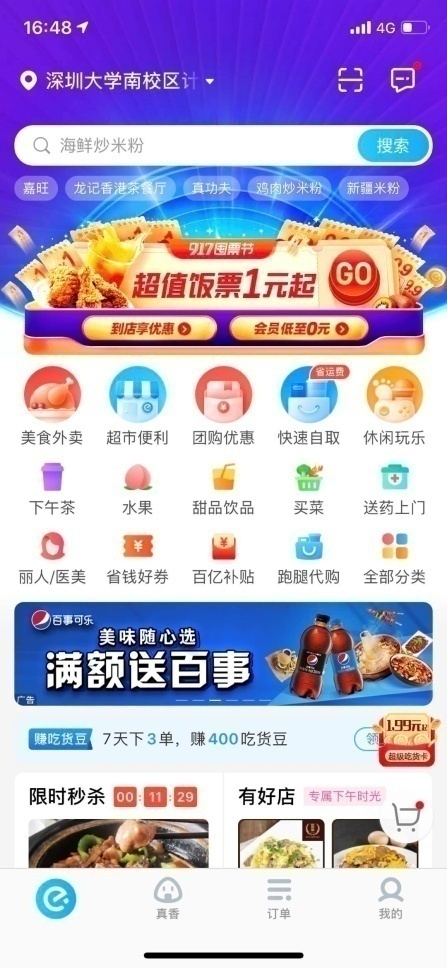 16:48
4G
深圳大学南校区计
海鲜炒米粉
搜索
嘉旺
龙记香港茶餐厅
真功夫
鸡肉炒米粉
新疆米粉
917囤票节
超值饭票1元起
GO
到店享优惠
会员低至0元
省运费
美食外卖
超市便利
团购优惠
快速自取
休闲玩乐
下午茶
水果
甜品饮品
买菜
送药上门
丽人/医美
省钱好券
百亿补贴
跑腿代购
全部分类
百事可乐
美味随心选
满额送百事
广告
赚吃货豆
7天下3单，赚400吃货豆
领
1.99元起
超级吃货卡
限时秒杀
00:11:29
有好店
专属下午时光
真香
订单
我的